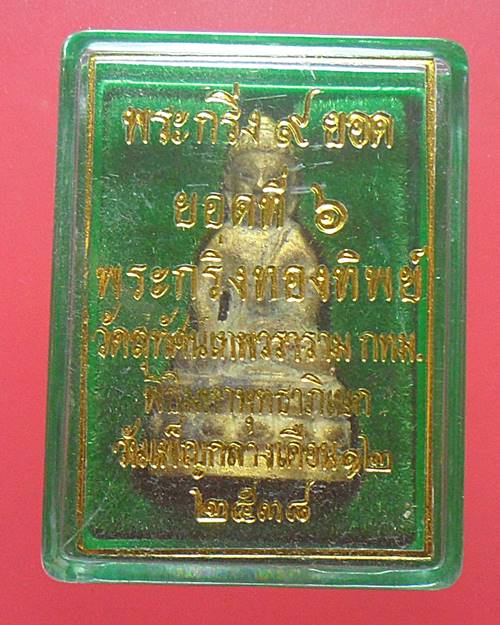 พระกริ่ง ๙ ยอด
ยอดที่ ๖
พระกริ่งทองทิพย์
วัดสุทัศน์เทพวราราม กทม.
พิธีมหาพุทธาภิเษก
วันเพ็ญกลางเดือน ๑๒
๒๕๓๘